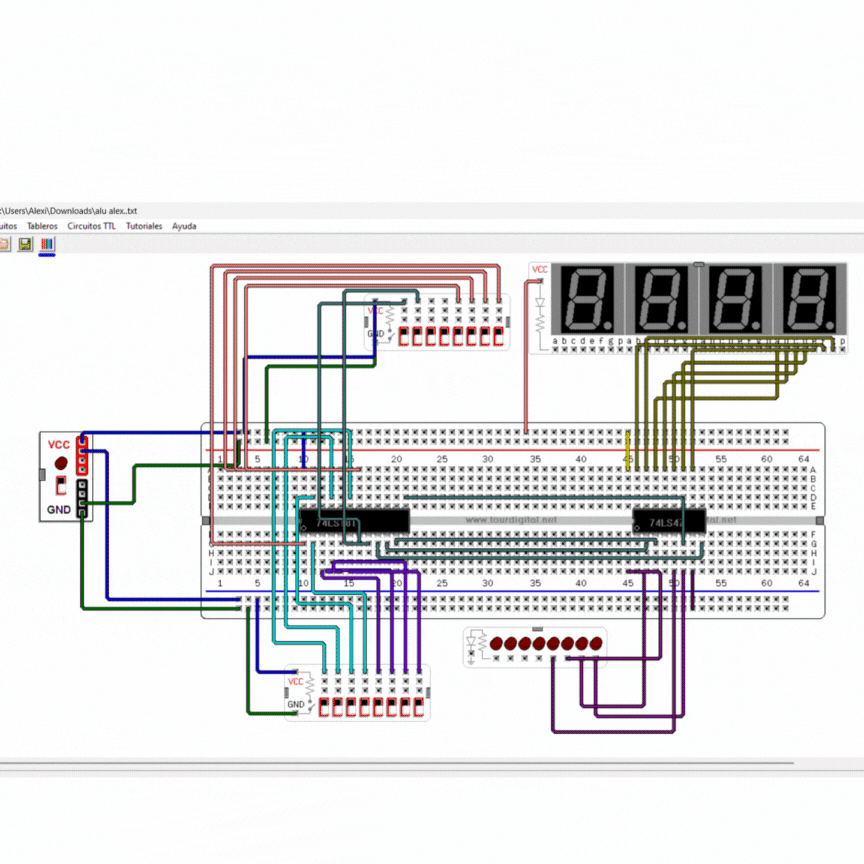 :\Users\Alexi\Downloads\alu alex..txt
uitos Tableros Circuitos TTL Tutoriales Ayuda
VCC
GND
VCC
a b c d e f g p a b
p
VCC
GND
1 5 10 15 20 25 30 35 40 45 50 55 60 64
A
B
C
D
E
74LS181
www.tourdigital.net
74LS47
tal.net
F
G
H
I
J
1 5 10 15 20 25 30 35 40 45 50 55 60 64
VCC
GND